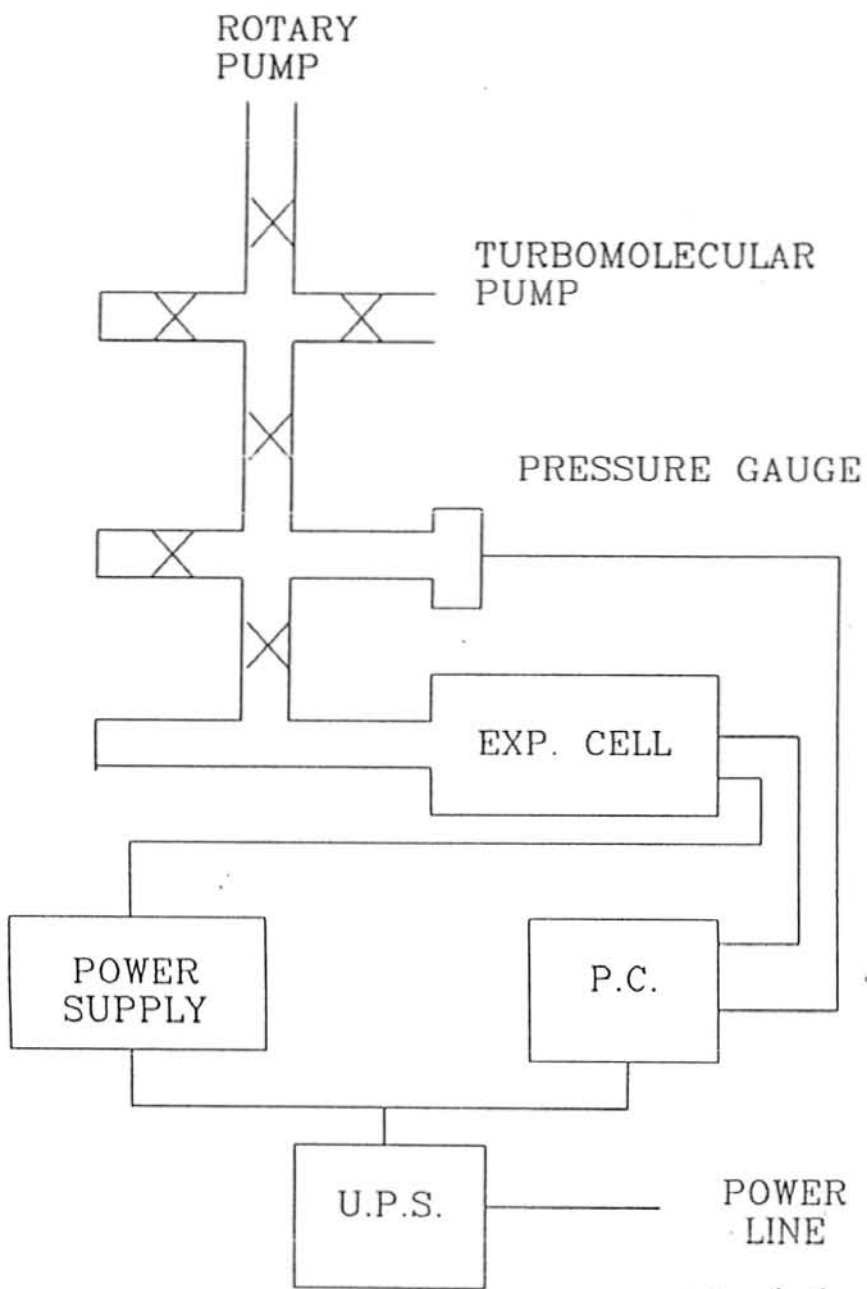 ROTARY
PUMP
TURBOMOLECULAR
PUMP
PRESSURE GAUGE
EXP. CELL
POWER
SUPPLY
P.C.
U.P.S.
POWER
LINE